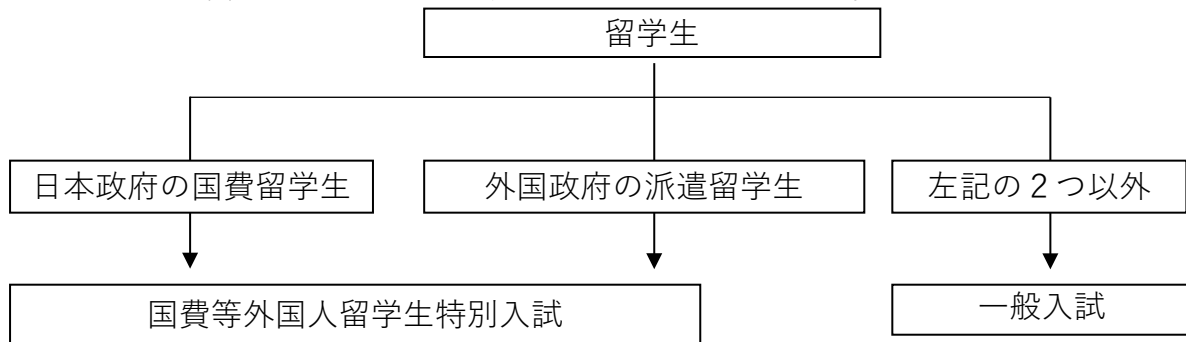 留学生
日本政府の国費留学生
外国政府の派遣留学生
左記の２つ以外
国費等外国人留学生特別入試
一般入試